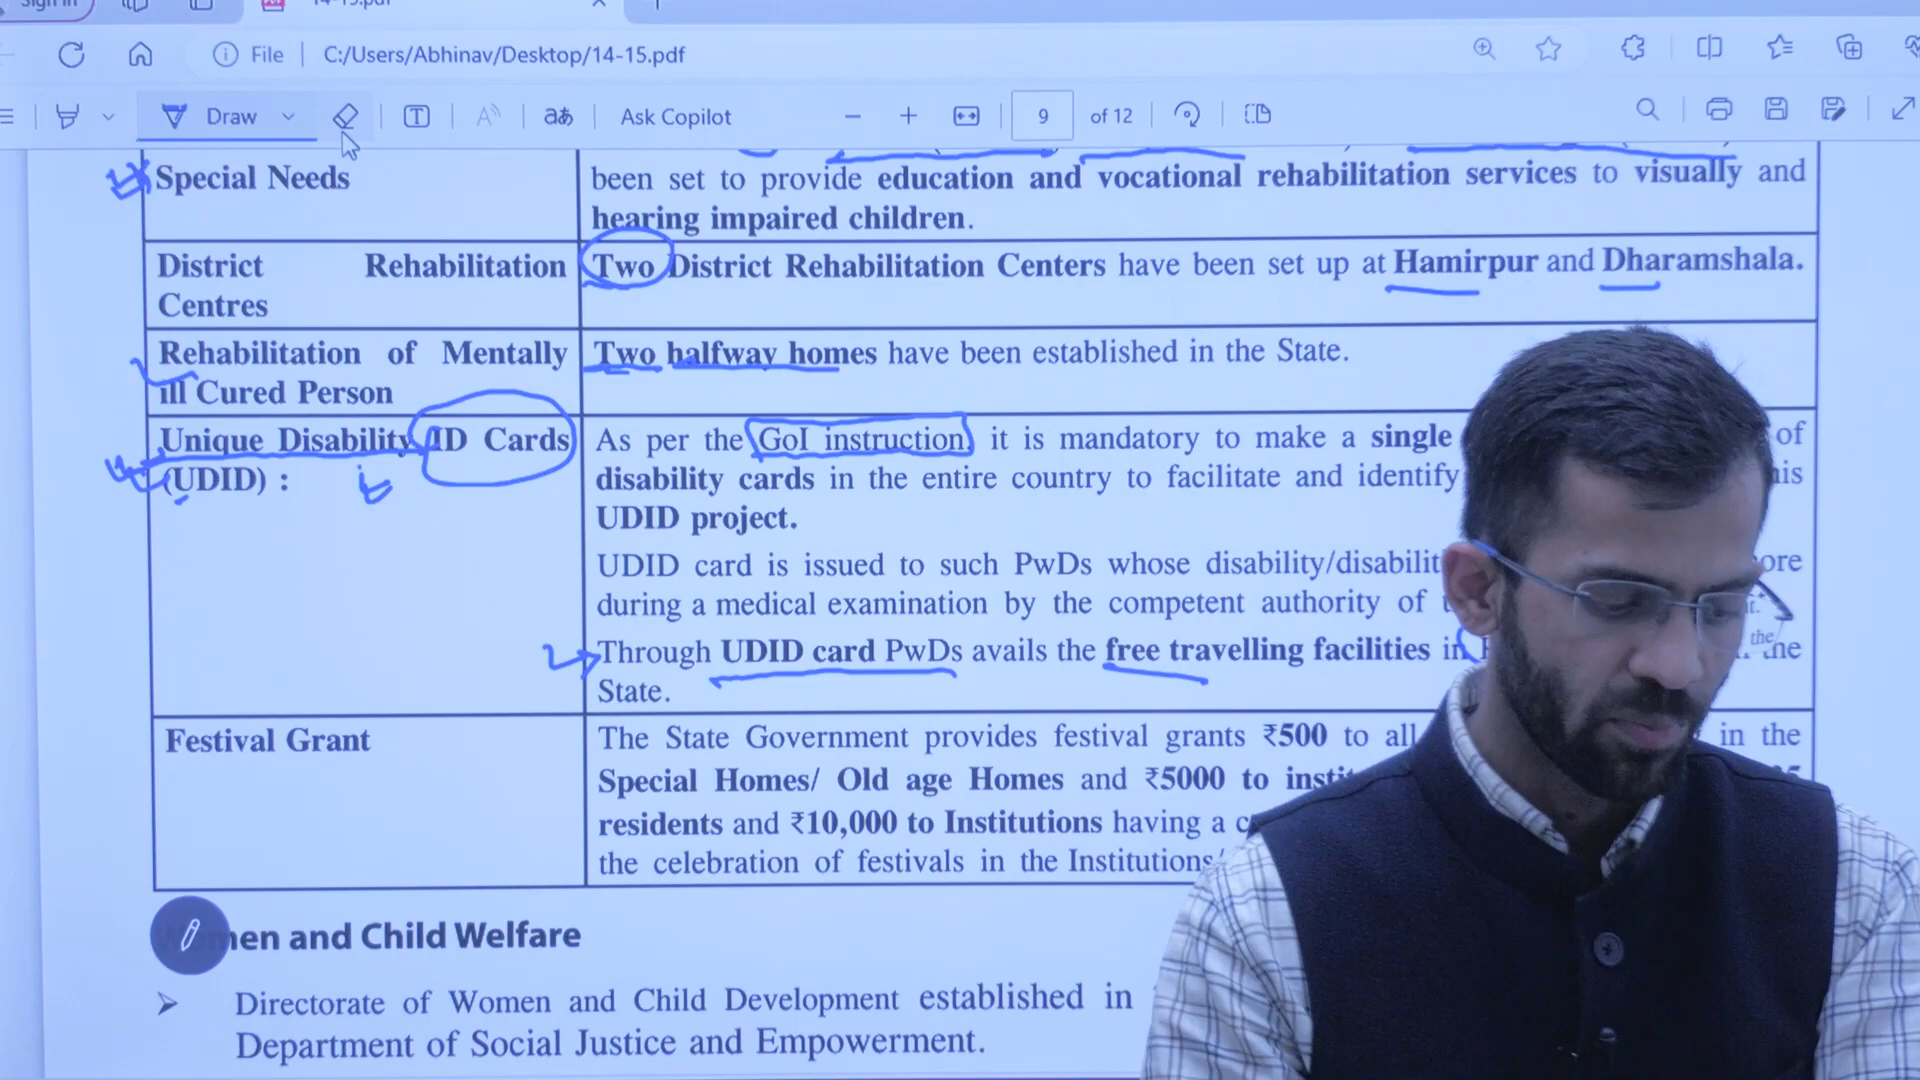 File C:/Users/Abhinav/Desktop/14-15.pdf
Draw Ask Copilot 9 of 12
Special Needs
been set to provide education and vocational rehabilitation services to visually and
hearing impaired children.
District Rehabilitation
Centres
Two District Rehabilitation Centers have been set up at Hamirpur and Dharamshala.
Rehabilitation of Mentally
ill Cured Person
Two halfway homes have been established in the State.
Unique Disability ID Cards
(UDID) :
As per the GoI instruction, it is mandatory to make a single of
disability cards in the entire country to facilitate and identify
UDID project.
UDID card is issued to such PwDs whose
during a medical examination by the competent authority of
Through UDID card PwDs avails the free travelling facilities in
State.
Festival Grant
The State Government provides festival grants ₹500 to all in the
Special Homes/ Old age Homes and ₹5000 to
residents and ₹10,000 to Institutions having a
the celebration of festivals in the Institutions/
and Child Welfare
➢ Directorate of Women and Child Development established in
Department of Social Justice and Empowerment.